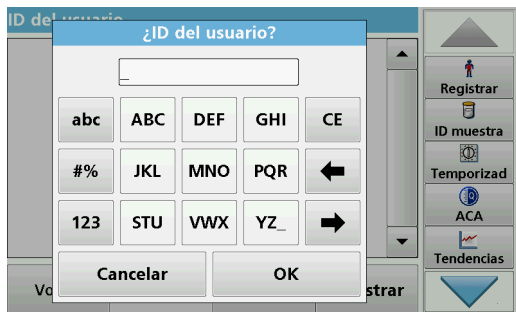 ID del usuario
¿ID del usuario?
_
abc ABC DEF GHI CE
#% JKL MNO PQR
123 STU VWX YZ_
Cancelar OK
Vo strar
Registrar
ID muestra
Temporizad
ACA
Tendencias